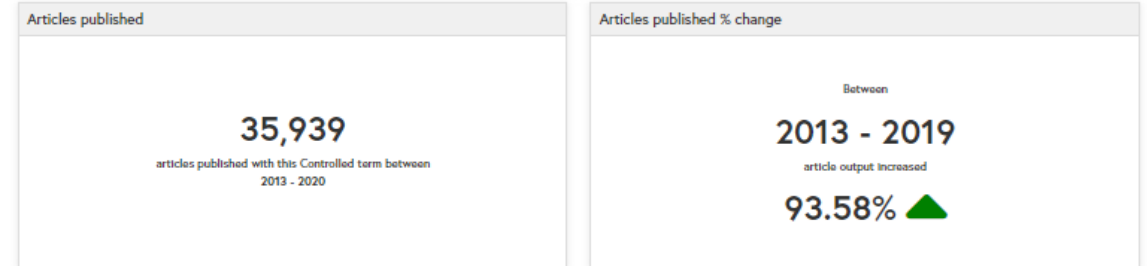 Articles published
35,939
articles published with this Controlled term between
2013 - 2020
Articles published % change
Between
2013 - 2019
article output increased
93.58%